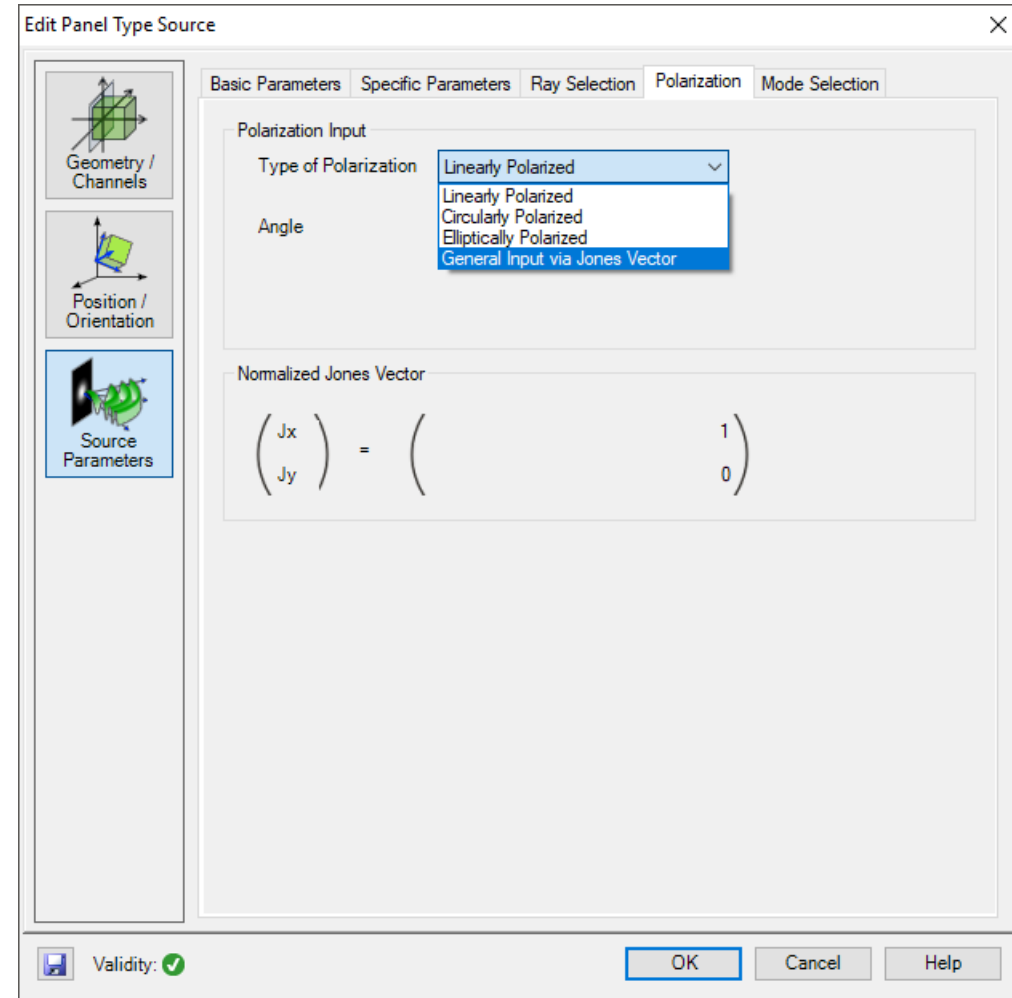 Edit Panel Type Source
Geometry /
Channels
Position /
Orientation
Source
Parameters
Basic Parameters Specific Parameters Ray Selection Polarization Mode Selection
Polarization Input
Type of Polarization Linearly Polarized
Linearly Polarized
Circularly Polarized
Elliptically Polarized
General Input via Jones Vector
Angle
Normalized Jones Vector
Jx = 1
Jy 0
Validity:
OK Cancel Help